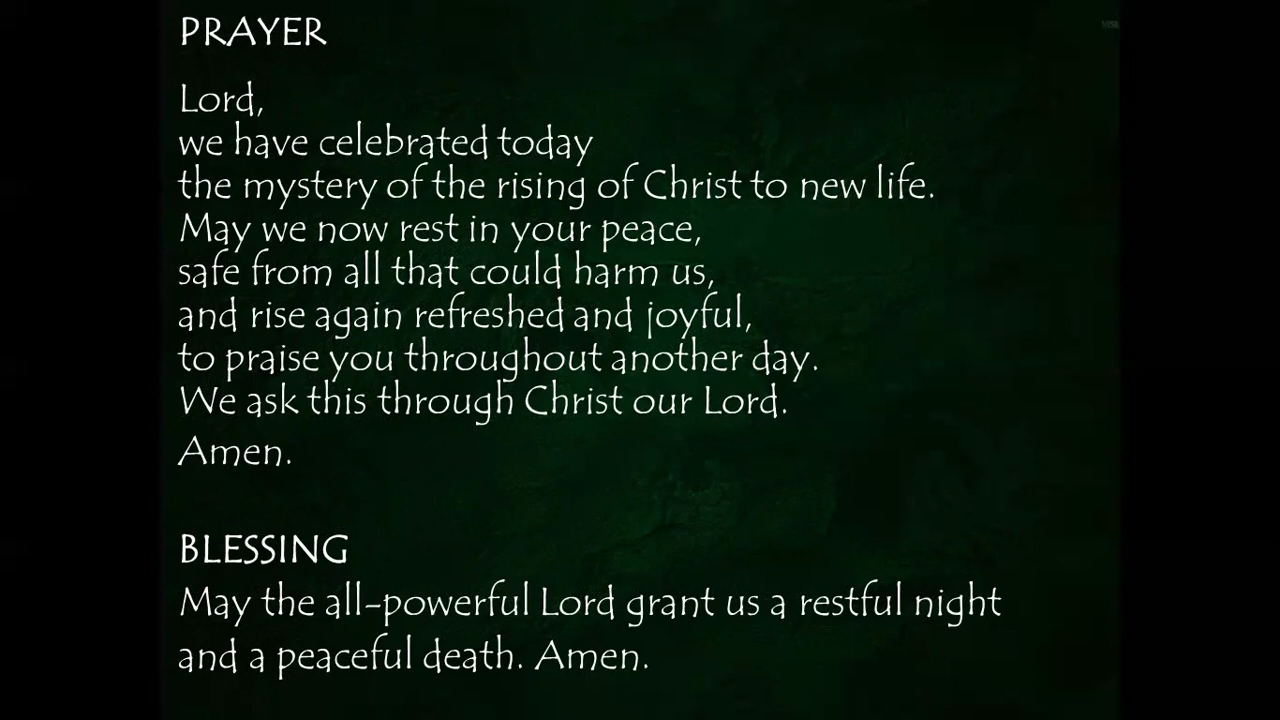 PRAYER
Lord,
we have celebrated today
the mystery of the rising of Christ to new life.
May we now rest in your peace,
safe from all that could harm us,
and rise again refreshed and joyful,
to praise you throughout another day.
We ask this through Christ our Lord.
Amen.
BLESSING
May the all-powerful Lord grant us a restful night
and a peaceful death. Amen.